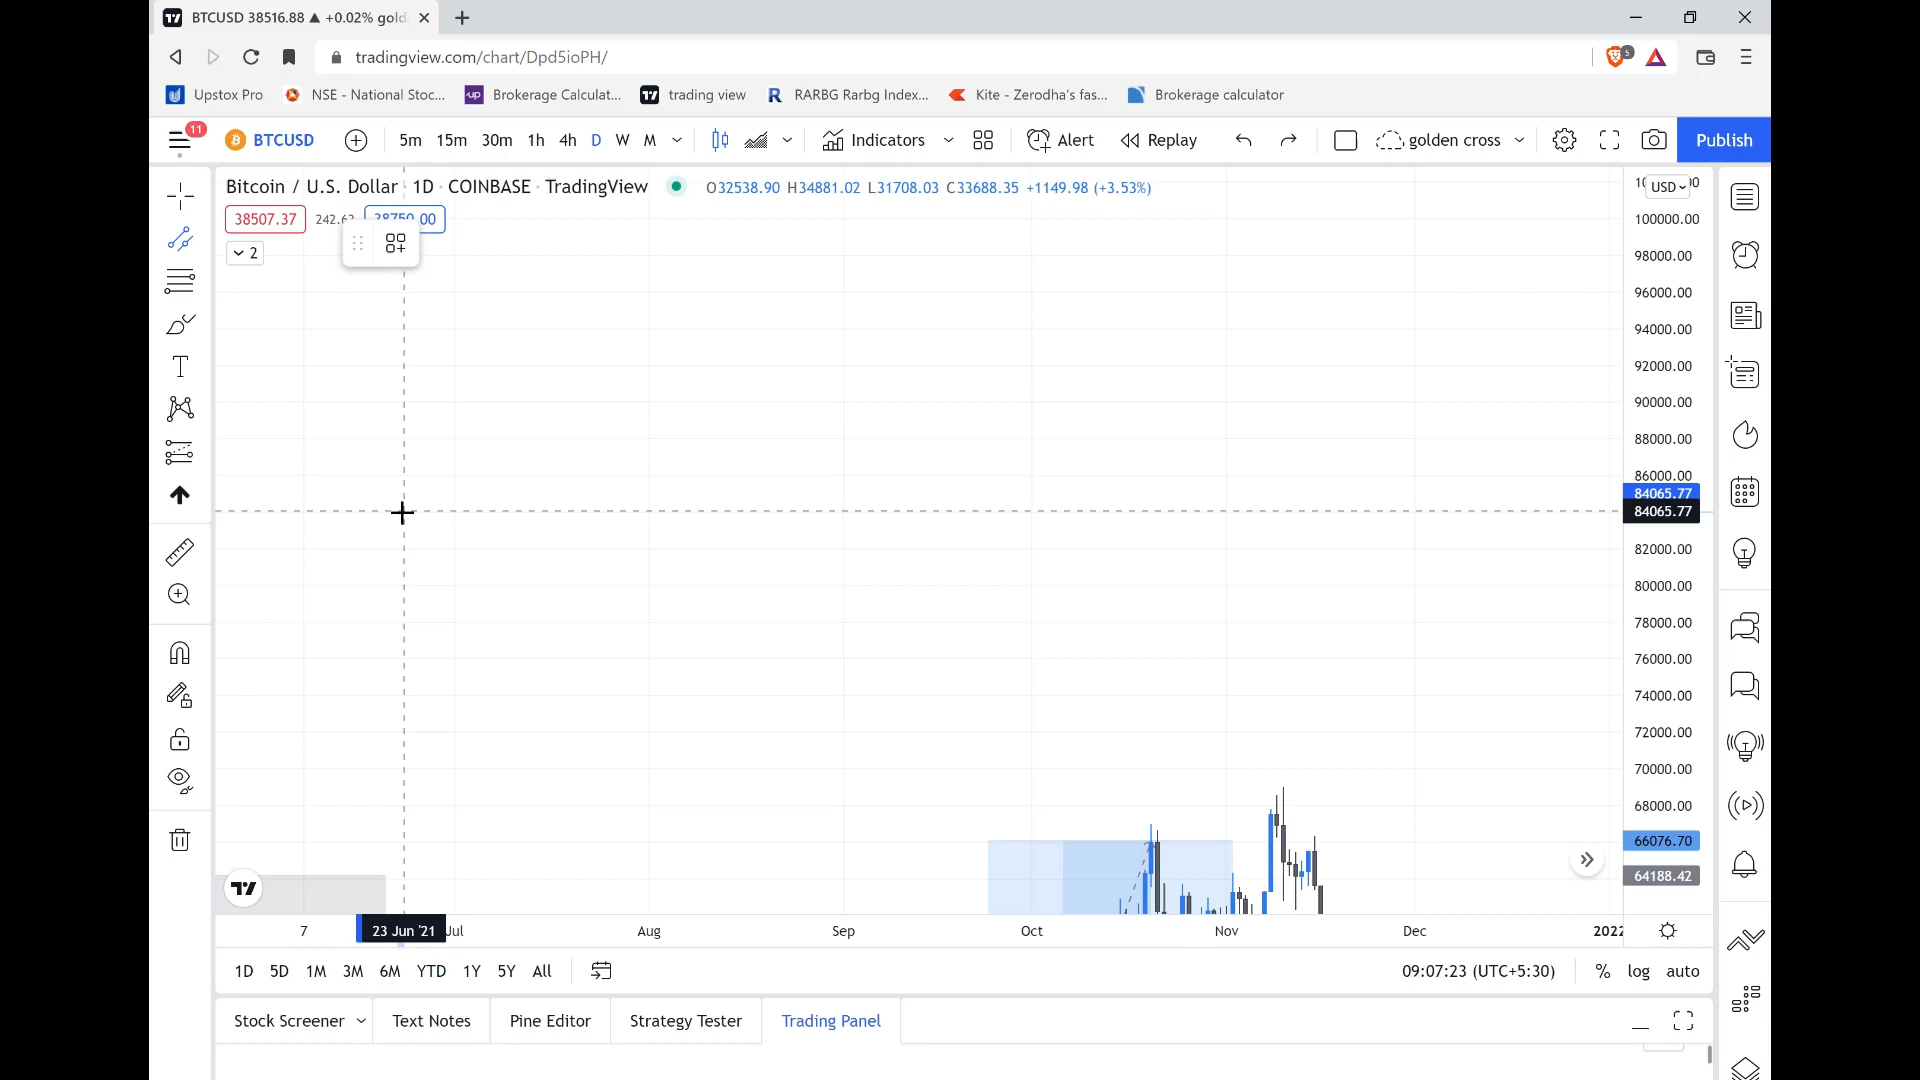 BTCUSD 38516.88 ▲ +0.02% gold
tradingview.com/chart/Dpd5ioPH/
5
Upstox Pro
NSE - National Stoc...
Brokerage Calculat...
trading view
RARBG Rarbg Index...
Kite - Zerodha's fas...
Brokerage calculator
11
BTCUSD
5m 15m 30m 1h 4h D W M
Indicators
Alert
Replay
golden cross
Publish
Bitcoin / U.S. Dollar · 1D · COINBASE · TradingView
O32538.90 H34881.02 L31708.03 C33688.35 +1149.98 (+3.53%)
USD
38507.37
38750.00
2
100000.00
98000.00
96000.00
94000.00
92000.00
90000.00
88000.00
86000.00
84065.77
84065.77
82000.00
80000.00
78000.00
76000.00
74000.00
72000.00
70000.00
68000.00
66076.70
64188.42
7 23 Jun '21 Jul Aug Sep Oct Nov Dec 2022
1D 5D 1M 3M 6M YTD 1Y 5Y All
09:07:23 (UTC+5:30) % log auto
Stock Screener
Text Notes
Pine Editor
Strategy Tester
Trading Panel